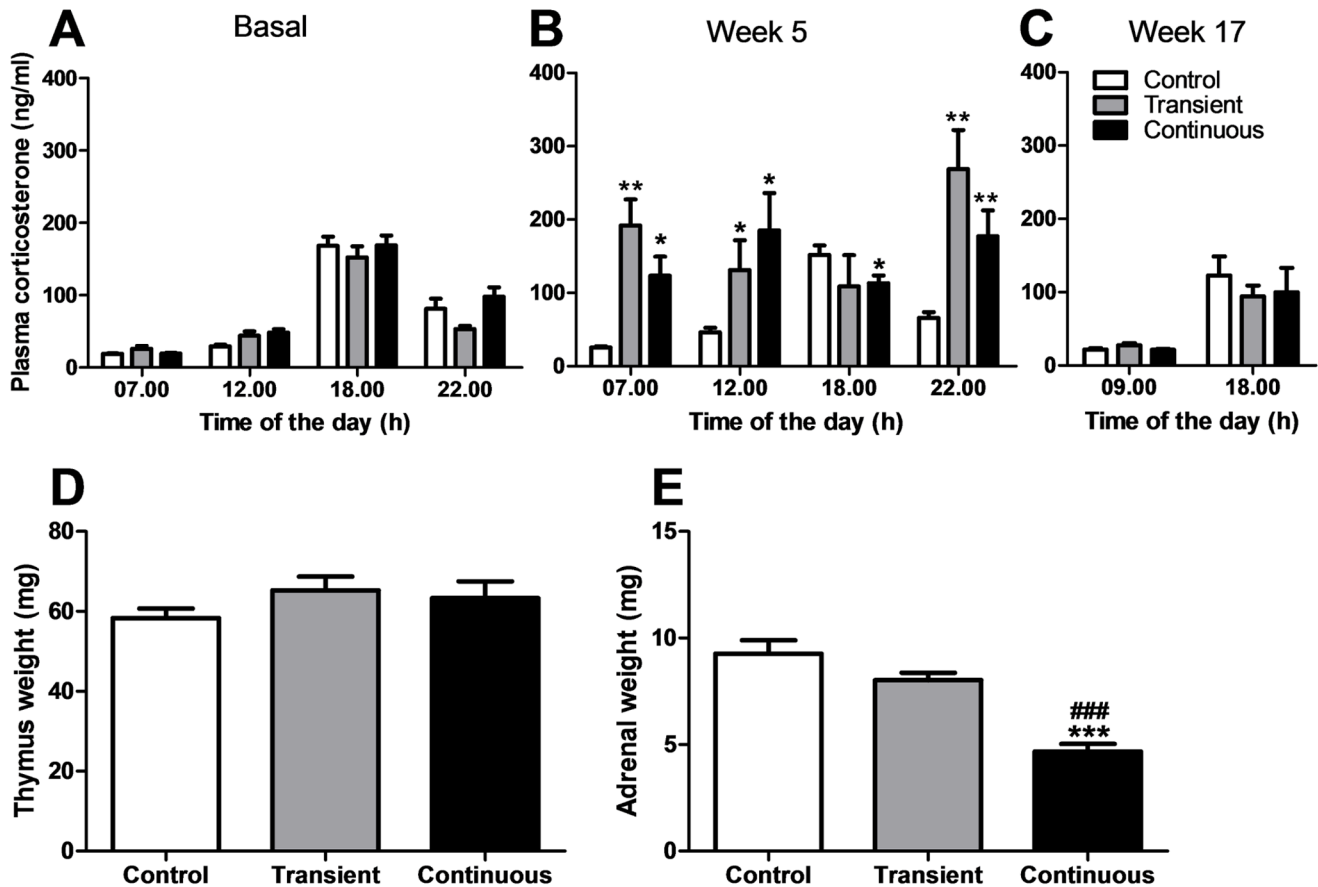 A Basal
Plasma corticosterone (ng/ml)
400
300
200
100
0
07.00 12.00 18.00 22.00
Time of the day (h)
B Week 5
400
300
200
100
0
** * * * * ** **
07.00 12.00 18.00 22.00
Time of the day (h)
C Week 17
400
300
200
100
0
Control
Transient
Continuous
09.00 18.00
Time of the day (h)
D
Thymus weight (mg)
80
60
40
20
0
Control Transient Continuous
E
Adrenal weight (mg)
15
10
5
0
###
***
Control Transient Continuous